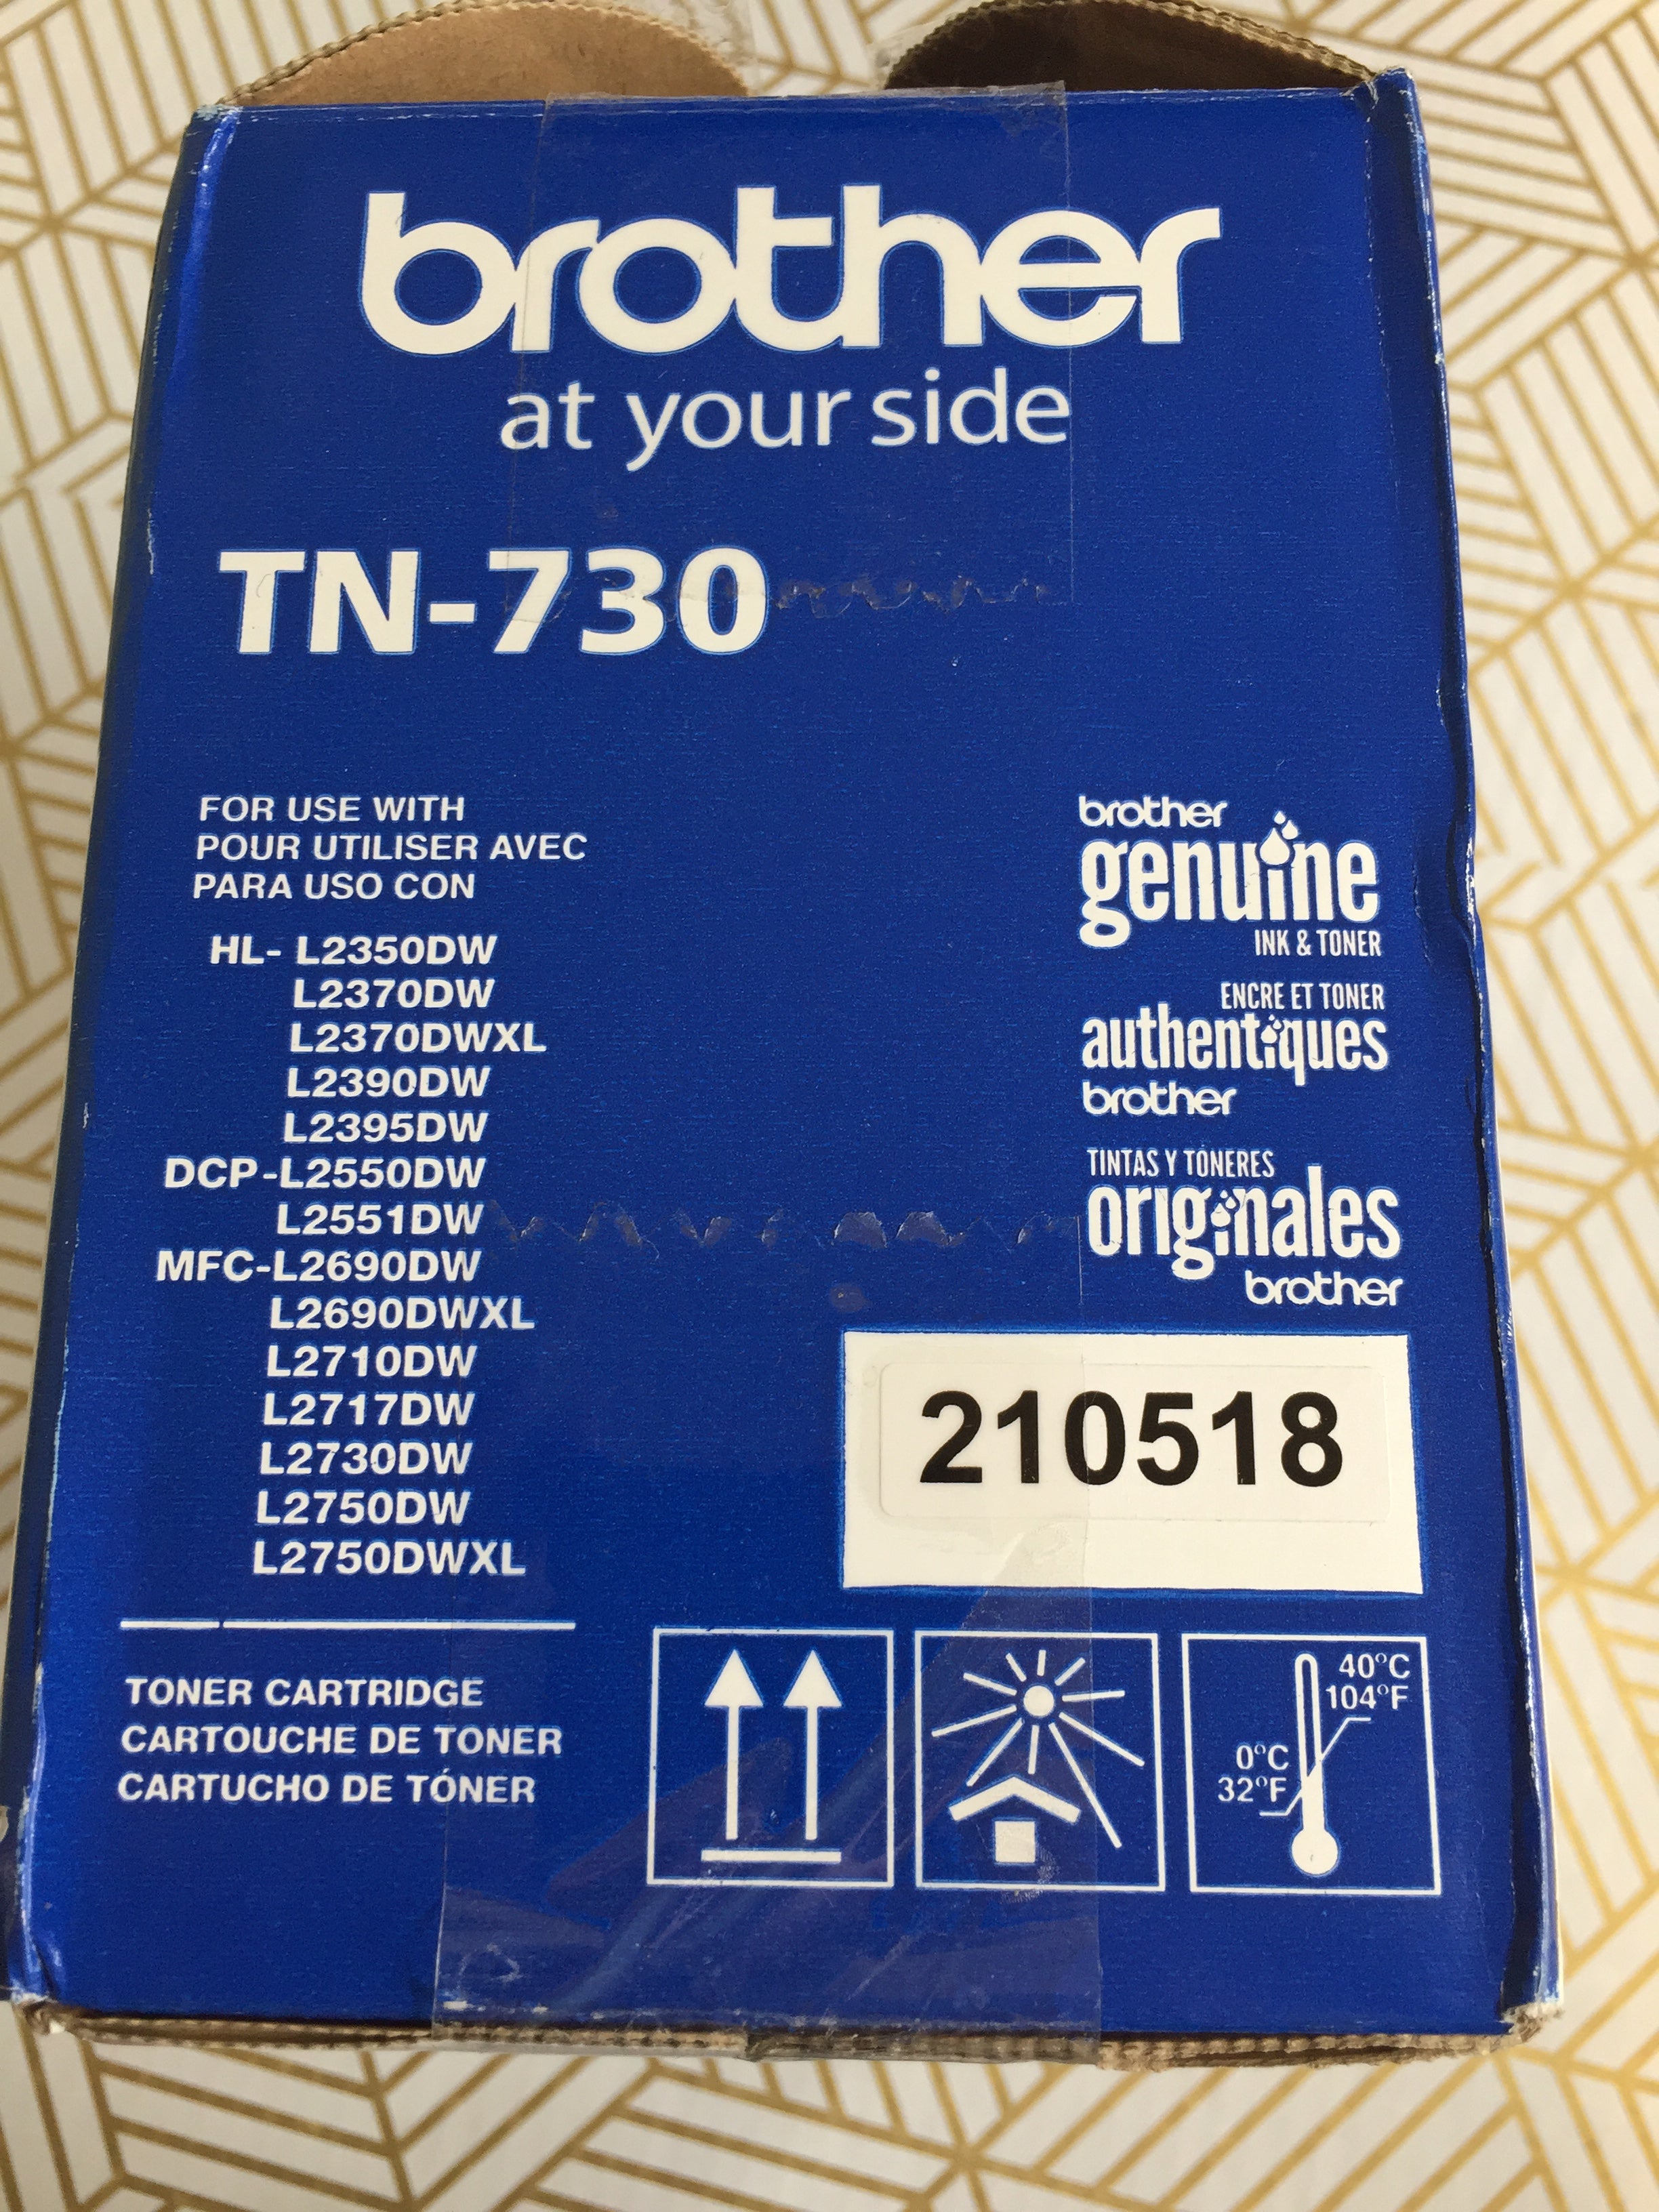 brother
at your side
TN-730
FOR USE WITH
POUR UTILISER AVEC
PARA USO CON
HL- L2350DW
L2370DW
L2370DWXL
L2390DW
L2395DW
DCP-L2550DW
L2551DW
MFC-L2690DW
L2690DWXL
L2710DW
L2717DW
L2730DW
L2750DW
L2750DWXL
TONER CARTRIDGE
CARTOUCHE DE TONER
CARTUCHO DE TÓNER
brother
genuine
INK & TONER
ENCRE ET TONER
authentiques
brother
TINTAS Y TÓNERES
originales
brother
210518
40°C
104°F
0°C
32°F